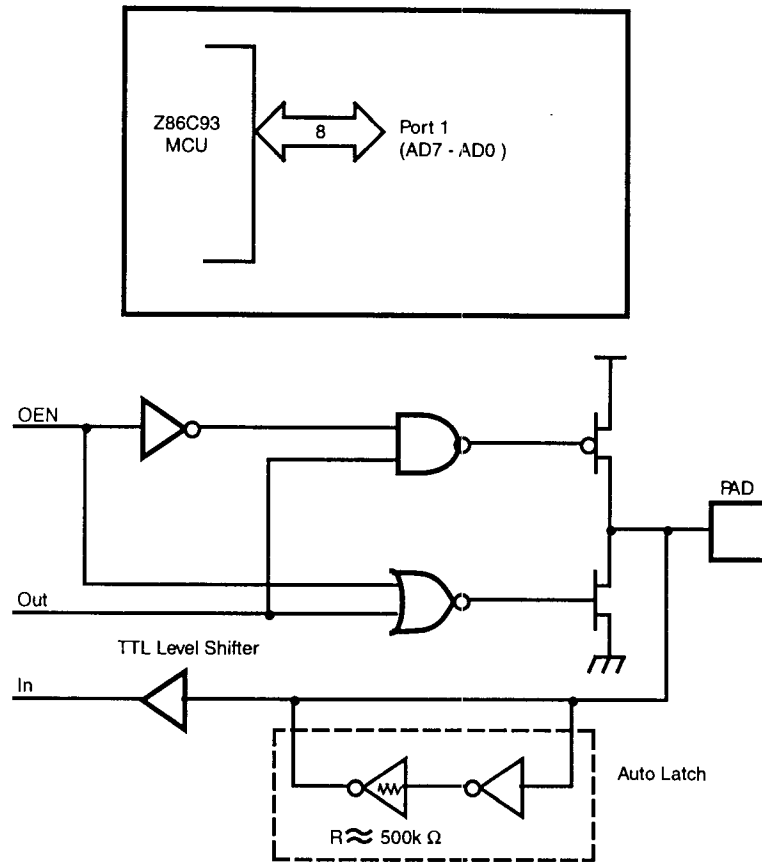 Z86C93
MCU
8
Port 1
(AD7 - AD0 )
OEN
PAD
Out
TTL Level Shifter
In
Auto Latch
R ≈ 500k Ω